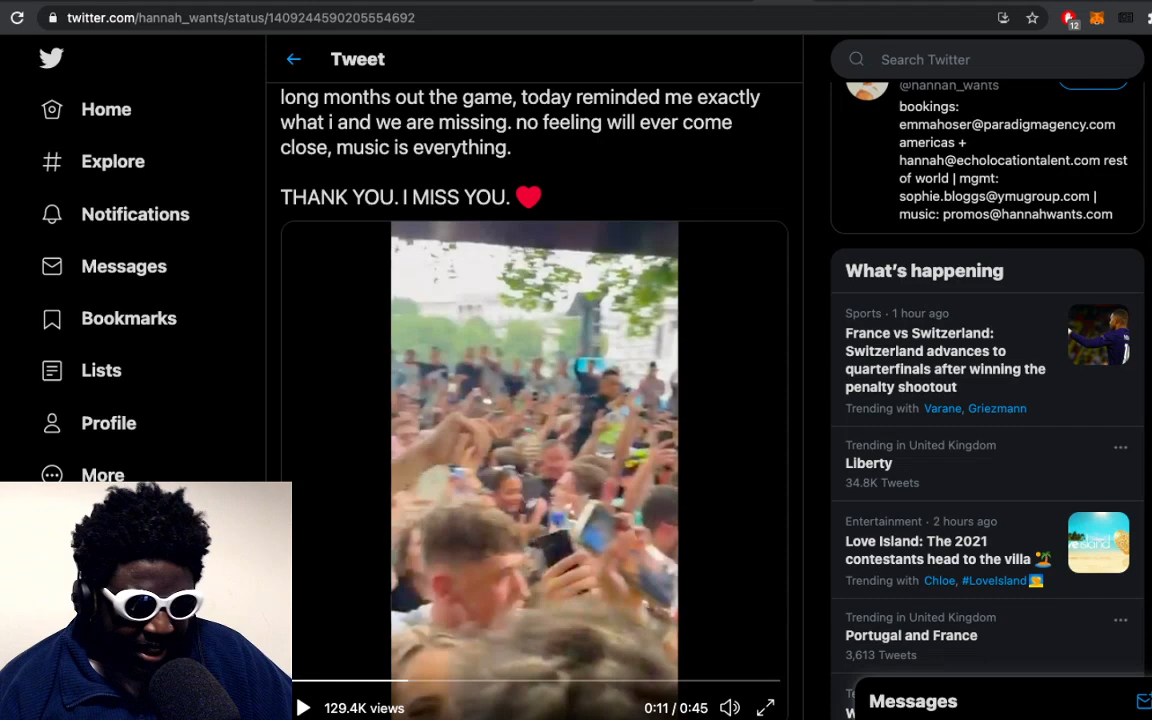 twitter.com/hannah_wants/status/1409244590205554692
12
Home
Explore
Notifications
Messages
Bookmarks
Lists
Profile
More
Tweet
long months out the game, today reminded me exactly
what i and we are missing. no feeling will ever come
close, music is everything.
THANK YOU. I MISS YOU. ❤️
129.4K views
0:11 / 0:45
Search Twitter
@hannah_wants
bookings:
emmahoser@paradigmagency.com
americas +
hannah@echolocationtalent.com rest
of world | mgmt:
sophie.bloggs@ymugroup.com |
music: promos@hannahwants.com
What's happening
Sports · 1 hour ago
France vs Switzerland:
Switzerland advances to
quarterfinals after winning the
penalty shootout
Trending with Varane, Griezmann
Trending in United Kingdom
Liberty
34.8K Tweets
Entertainment · 2 hours ago
Love Island: The 2021
contestants head to the villa 🏝️
Trending with Chloe, #LoveIsland
Trending in United Kingdom
Portugal and France
3,613 Tweets
Messages